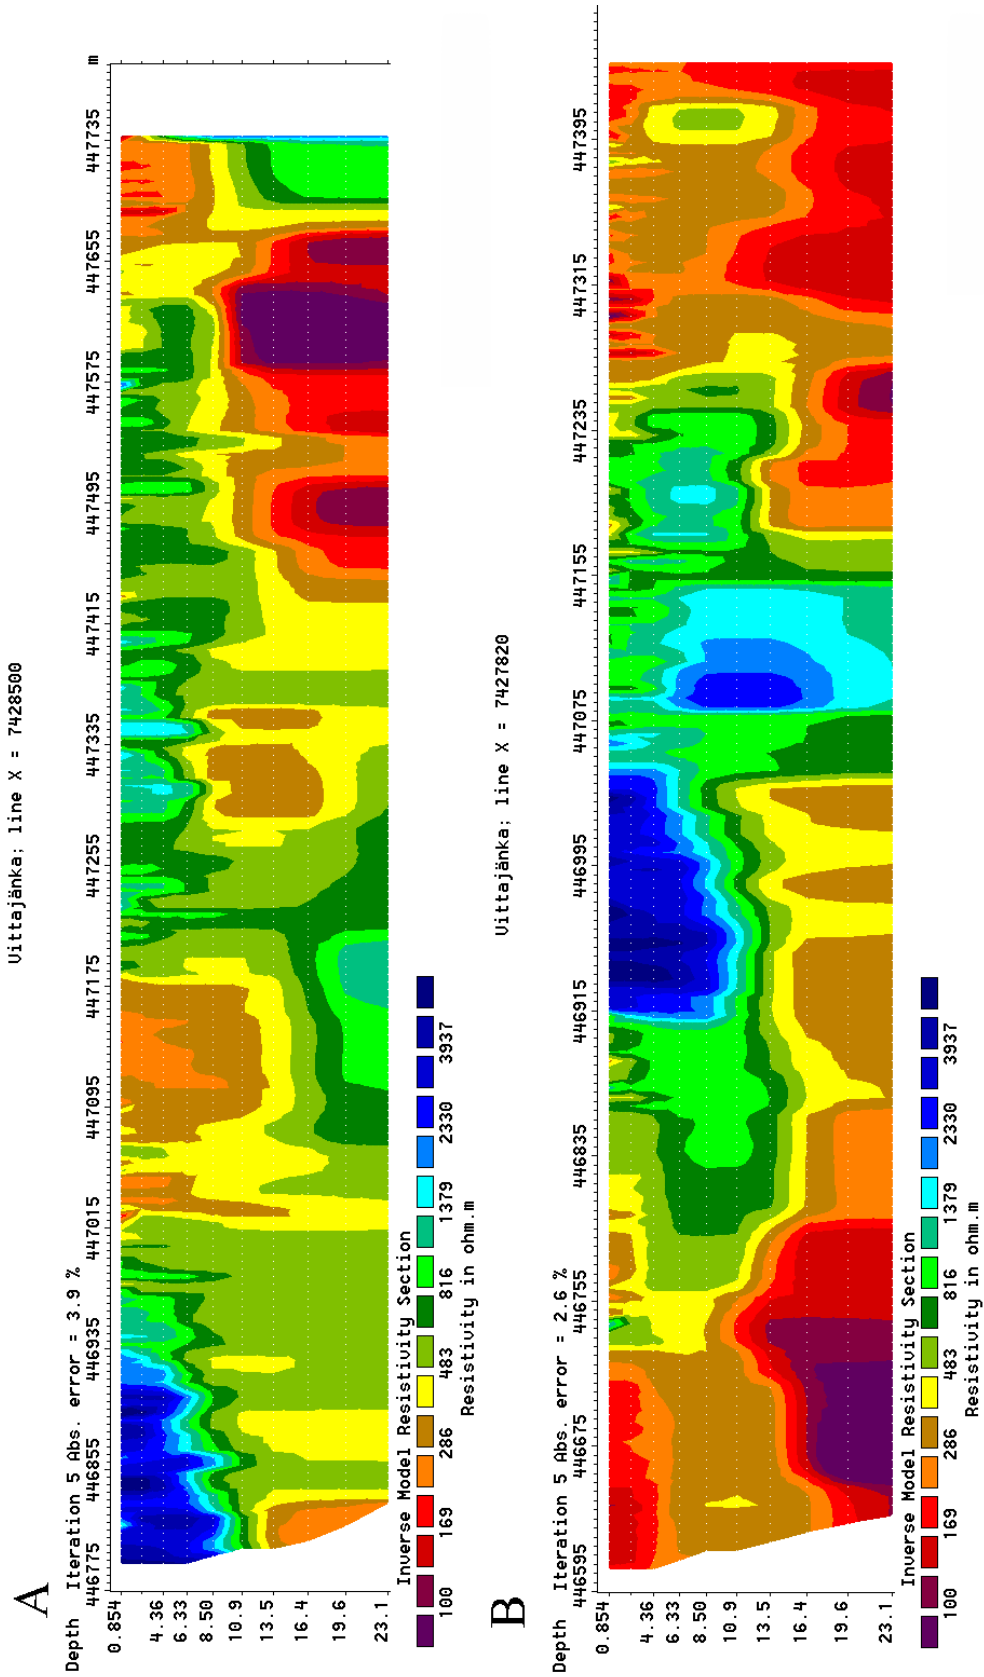 A
Uittajänka; line X = 7428500
Depth Iteration 5 Abs. error = 3.9 %
446775 446855 446935 447015 447095 447175 447255 447335 447415 447495 447575 447655 447735 m
0.854
4.36
6.33
8.50
10.9
13.5
16.4
19.6
23.1
Inverse Model Resistivity Section
100 169 286 483 816 1379 2330 3937
Resistivity in ohm.m
B
Uittajänka; line X = 7427820
Depth Iteration 5 Abs. error = 2.6 %
446595 446675 446755 446835 446915 446995 447075 447155 447235 447315 447395
0.854
4.36
6.33
8.50
10.9
13.5
16.4
19.6
23.1
Inverse Model Resistivity Section
100 169 286 483 816 1379 2330 3937
Resistivity in ohm.m